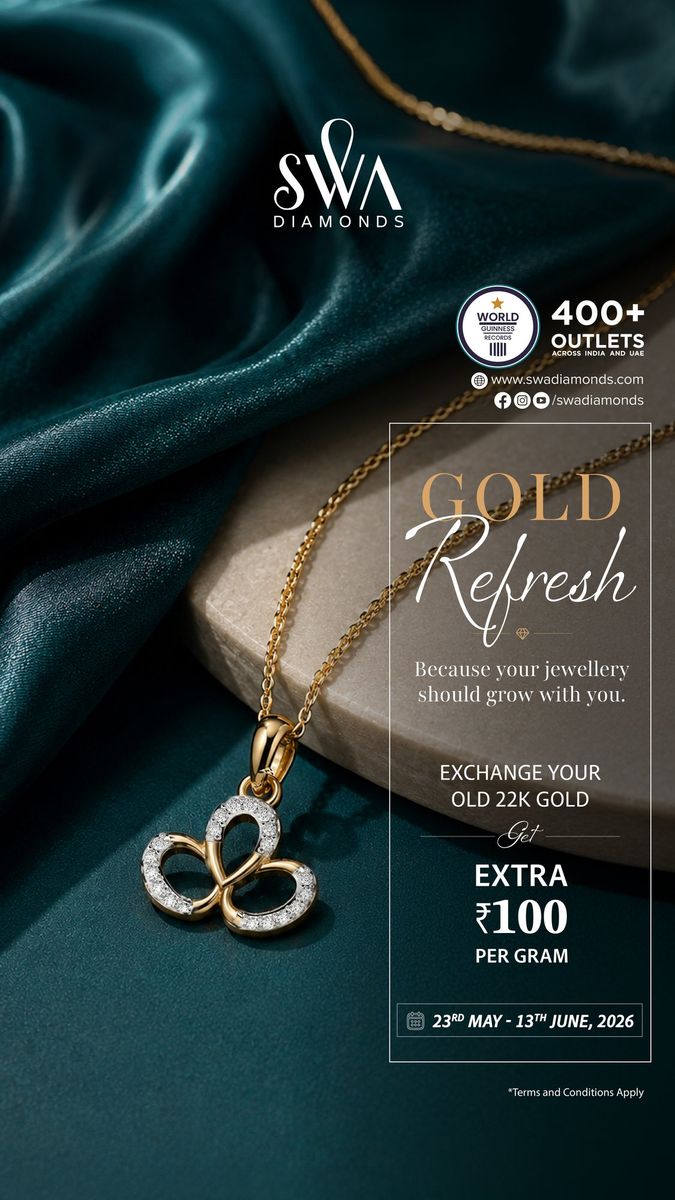 SWA
DIAMONDS
WORLD
GUINNESS
RECORDS
400+
OUTLETS
ACROSS INDIA AND UAE
www.swadiamonds.com
/swadiamonds
GOLD
Refresh
Because your jewellery
should grow with you.
EXCHANGE YOUR
OLD 22K GOLD
Get
EXTRA
₹100
PER GRAM
23RD MAY - 13TH JUNE, 2026
*Terms and Conditions Apply